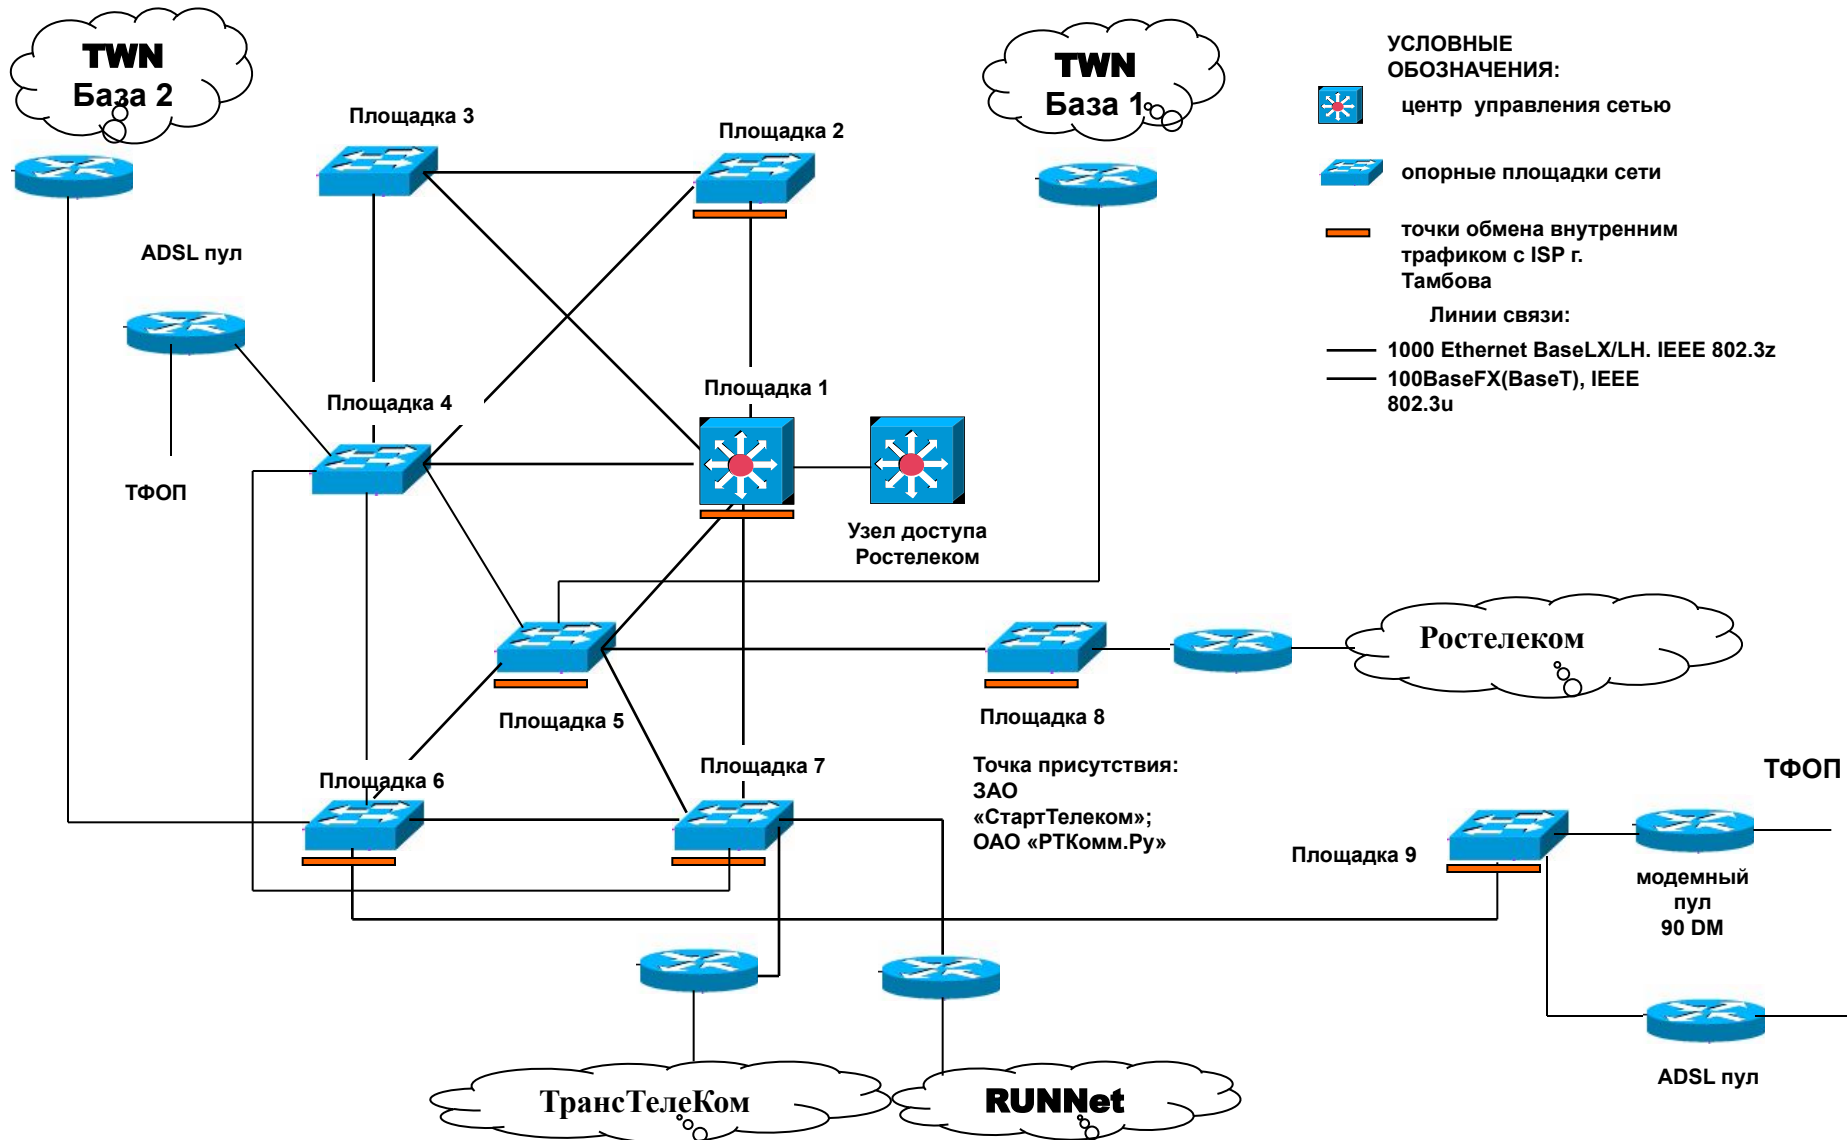 TWN
База 2
TWN
База 1
УСЛОВНЫЕ
ОБОЗНАЧЕНИЯ:
центр управления сетью
опорные площадки сети
точки обмена внутренним
трафиком с ISP г.
Тамбова
Линии связи:
1000 Ethernet BaseLX/LH. IEEE 802.3z
100BaseFX(BaseT), IEEE
802.3u
Площадка 3
Площадка 2
ADSL пул
Площадка 4
Площадка 1
ТФОП
Узел доступа
Ростелеком
Ростелеком
Площадка 5
Площадка 8
Площадка 6
Площадка 7
Точка присутствия:
ЗАО
«СтартТелеком»;
ОАО «РТКомм.Ру»
ТФОП
Площадка 9
модемный
пул
90 DM
ADSL пул
ТрансТелеКом
RUNNet